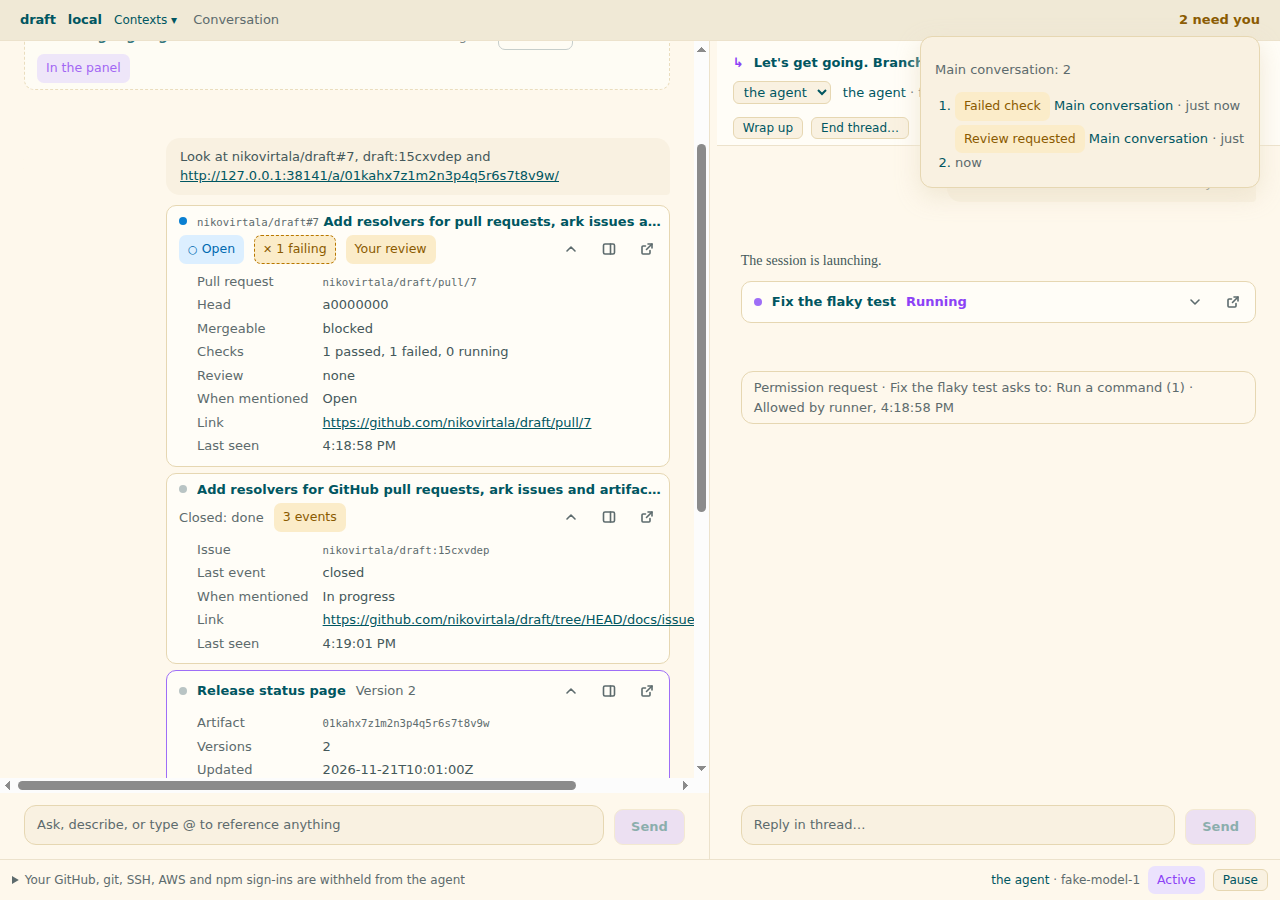 draft local Contexts ▾ Conversation
2 need you
In the panel
Look at nikovirtala/draft#7, draft:15cxvdep and
http://127.0.0.1:38141/a/01kahx7z1m2n3p4q5r6s7t8v9w/
nikovirtala/draft#7 Add resolvers for pull requests, ark issues a…
○ Open × 1 failing Your review
Pull request nikovirtala/draft/pull/7
Head a0000000
Mergeable blocked
Checks 1 passed, 1 failed, 0 running
Review none
When mentioned Open
Link https://github.com/nikovirtala/draft/pull/7
Last seen 4:18:58 PM
Add resolvers for GitHub pull requests, ark issues and artifac…
Closed: done 3 events
Issue nikovirtala/draft:15cxvdep
Last event closed
When mentioned In progress
Link https://github.com/nikovirtala/draft/tree/HEAD/docs/issue
Last seen 4:19:01 PM
Release status page Version 2
Artifact 01kahx7z1m2n3p4q5r6s7t8v9w
Versions 2
Updated 2026-11-21T10:01:00Z
Ask, describe, or type @ to reference anything
Send
↳ Let's get going. Branch
the agent the agent ·
Wrap up End thread…
Main conversation: 2
1. Failed check Main conversation · just now
Review requested Main conversation · just
2. now
The session is launching.
Fix the flaky test Running
Permission request · Fix the flaky test asks to: Run a command (1) ·
Allowed by runner, 4:18:58 PM
Reply in thread…
Send
▶ Your GitHub, git, SSH, AWS and npm sign-ins are withheld from the agent
the agent · fake-model-1 Active Pause